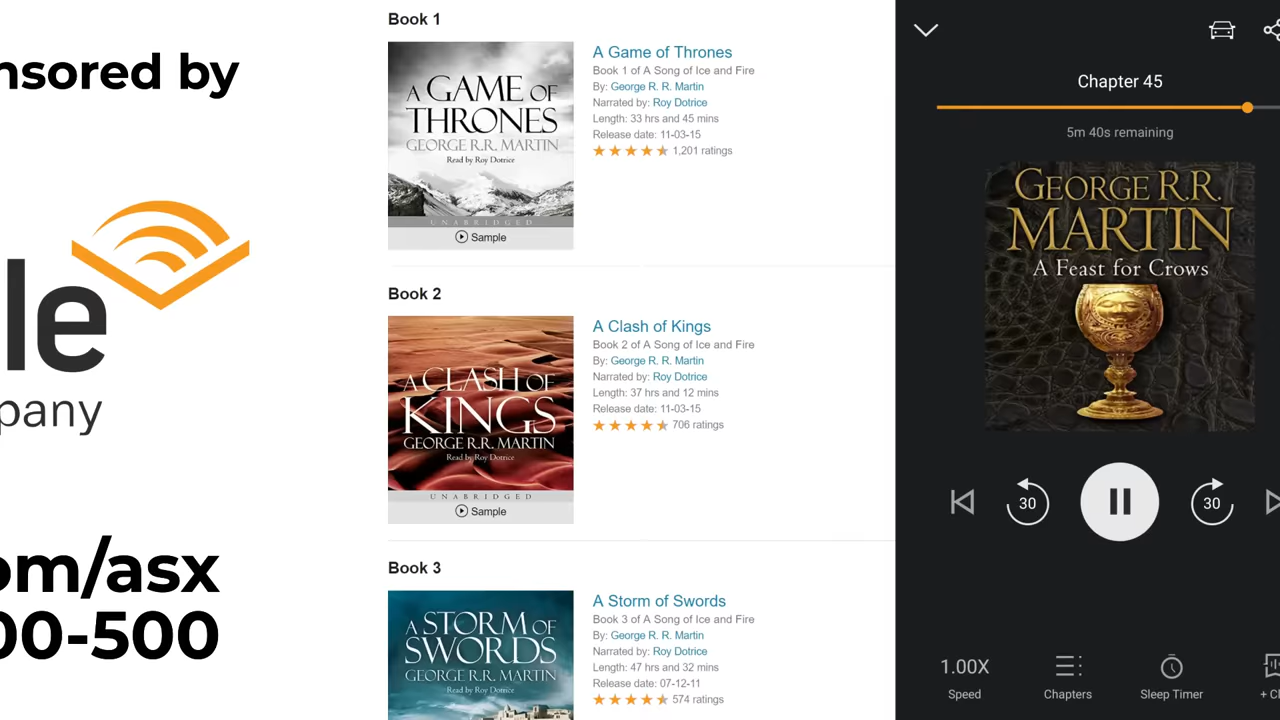 nsored by
le
pany
om/asx
00-500
Book 1
A GAME OF
THRONES
GEORGE R.R. MARTIN
Read by Roy Dotrice
UNABRIDGED
Sample
A Game of Thrones
Book 1 of A Song of Ice and Fire
By: George R. R. Martin
Narrated by: Roy Dotrice
Length: 33 hrs and 45 mins
Release date: 11-03-15
1,201 ratings
Book 2
A CLASH OF
KINGS
GEORGE R.R. MARTIN
Read by Roy Dotrice
UNABRIDGED
Sample
A Clash of Kings
Book 2 of A Song of Ice and Fire
By: George R. R. Martin
Narrated by: Roy Dotrice
Length: 37 hrs and 12 mins
Release date: 11-03-15
706 ratings
Book 3
A STORM OF
SWORDS
GEORGE R.R. MARTIN
Read by Roy Dotrice
A Storm of Swords
Book 3 of A Song of Ice and Fire
By: George R. R. Martin
Narrated by: Roy Dotrice
Length: 47 hrs and 32 mins
Release date: 07-12-11
574 ratings
Chapter 45
5m 40s remaining
GEORGE R.R.
MARTIN
A Feast for Crows
30
30
1.00X
Speed
Chapters
Sleep Timer
+ Cl